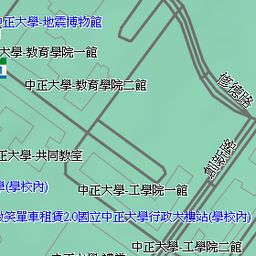 中正大學-地震博物館
大學-教育學院一館
中正大學-教育學院二館
修德路
正大學-共同教室
創新路
中正大學-工學院一館
學(學校內)
微笑單車租賃2.0國立中正大學行政大樓站(學校內)
中正大學-工學院二館